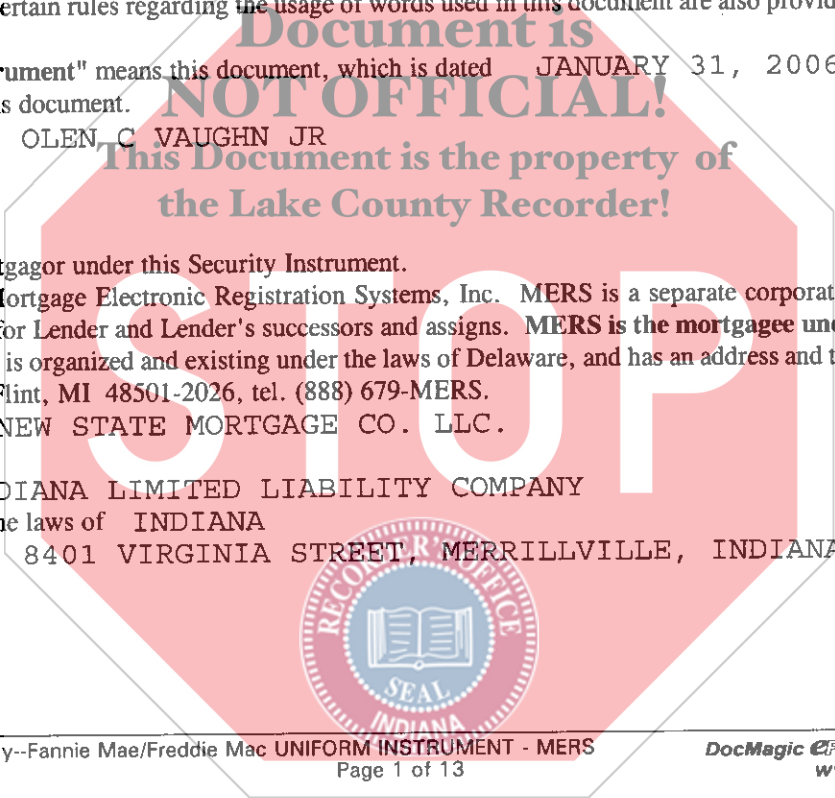 ertain rules regarding the usage of words used in this document are also provid
Document is
rument" means this document, which is dated JANUARY 31, 2006
NOT OFFICIAL!
s document.
OLEN C VAUGHN JR
This Document is the property of
the Lake County Recorder!
tgagor under this Security Instrument.
ortgage Electronic Registration Systems, Inc. MERS is a separate corporat
for Lender and Lender's successors and assigns. MERS is the mortgagee und
is organized and existing under the laws of Delaware, and has an address and t
Flint, MI 48501-2026, tel. (888) 679-MERS.
STOP
NEW STATE MORTGAGE CO. LLC.
DIANA LIMITED LIABILITY COMPANY
e laws of INDIANA
8401 VIRGINIA STREET, MERRILLVILLE, INDIANA
RECORDER'S OFFICE
SEAL
INDIANA
y--Fannie Mae/Freddie Mac UNIFORM INSTRUMENT - MERS
DocMagic
Page 1 of 13